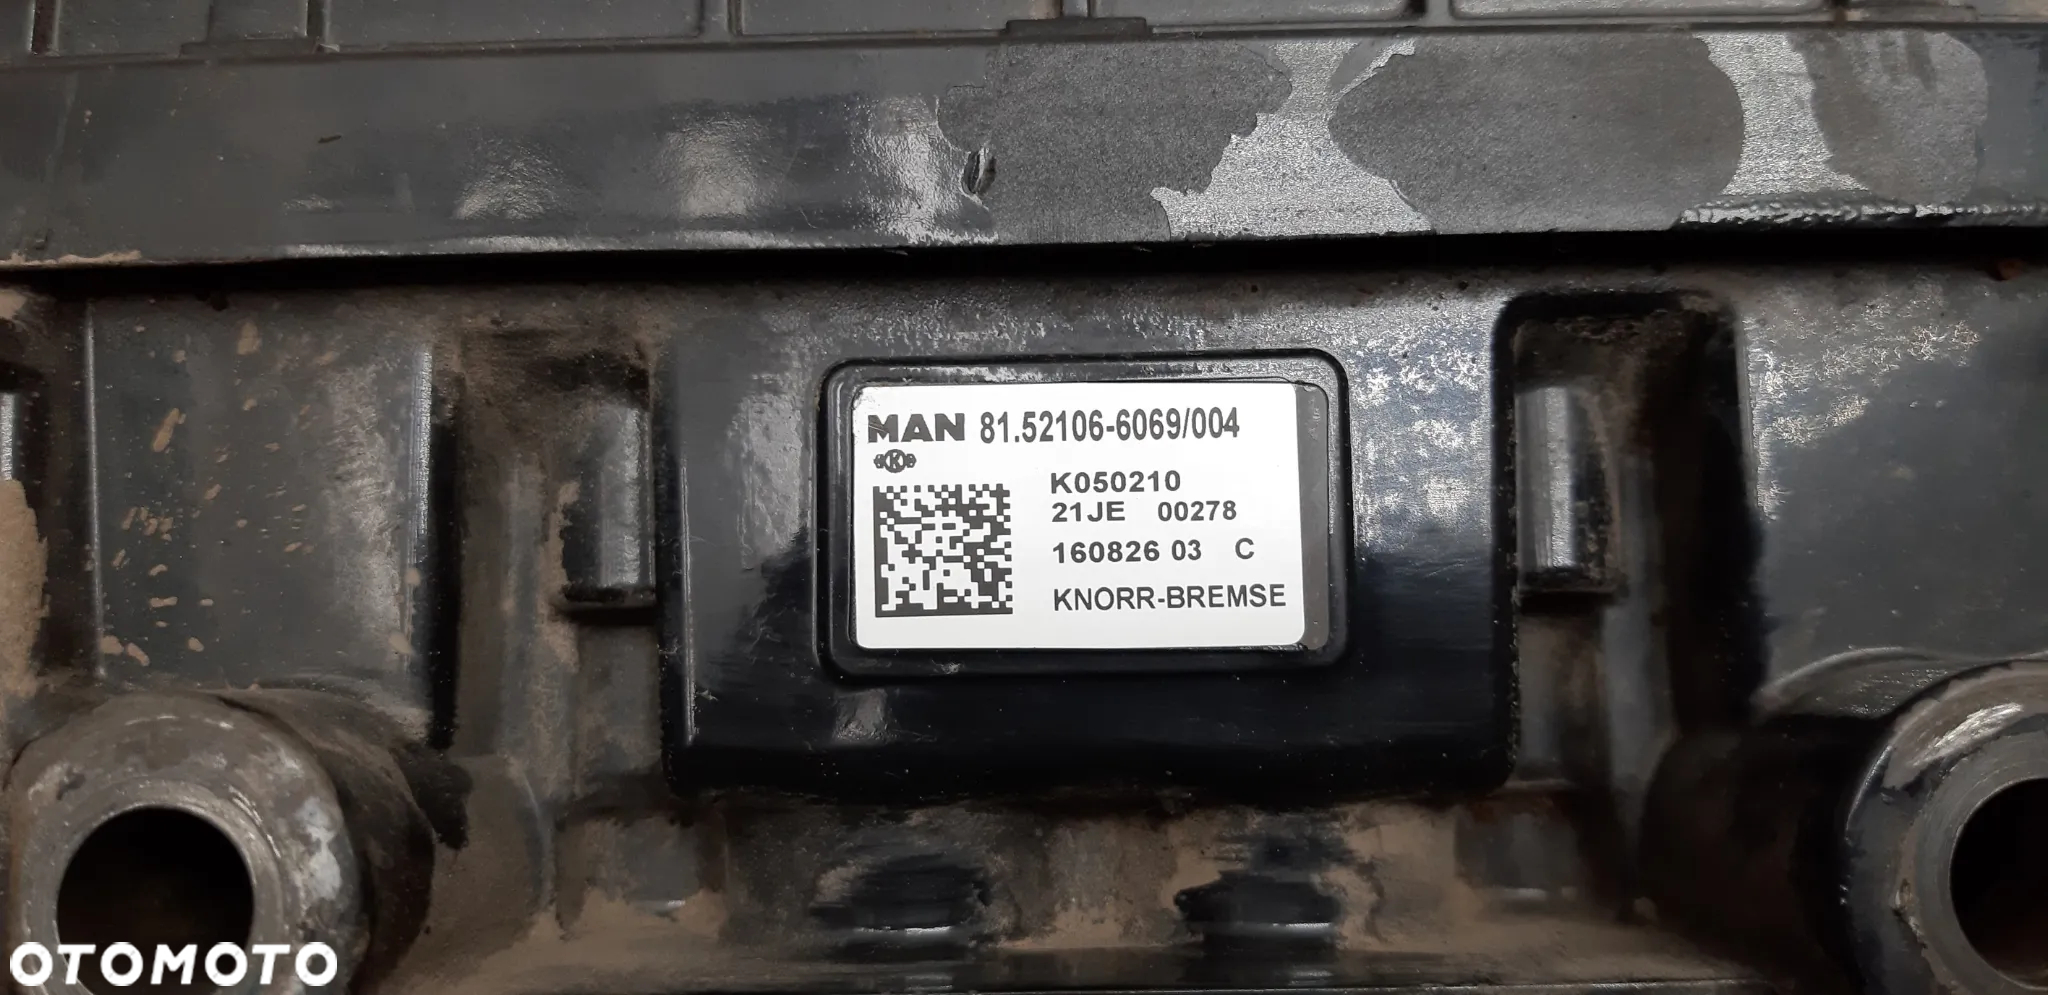 MAN 81.52106-6069/004
K
K050210
21JE 00278
160826 03 C
KNORR-BREMSE
OTOMOTO